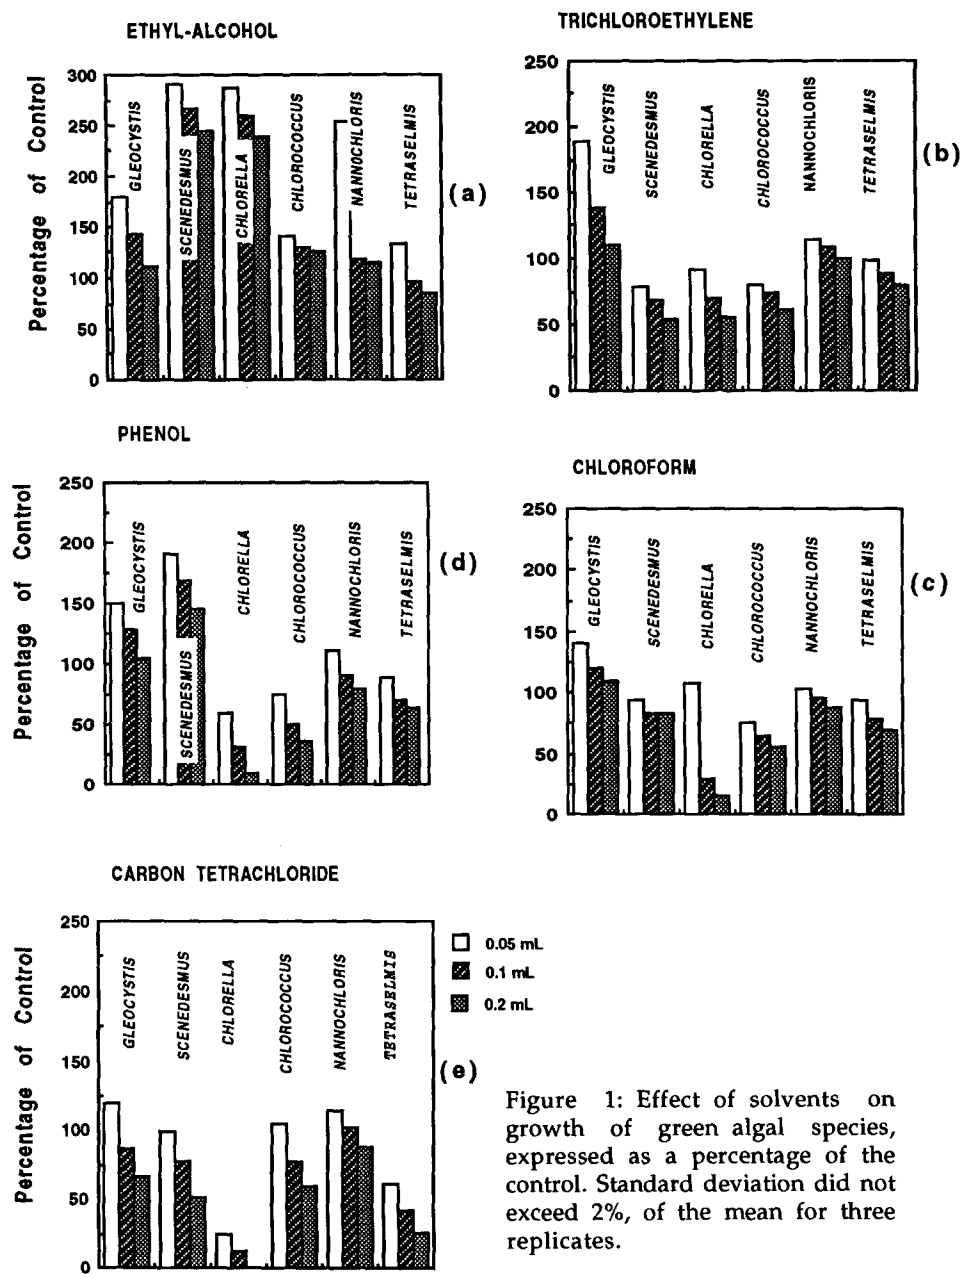 ETHYL-ALCOHOL
Percentage of Control
300
250
200
150
100
50
0
GLEOCYSTIS
SCENEDESMUS
CHLORELLA
CHLOROCOCCUS
NANNOCHLORIS
TETRASELMIS
(a)
TRICHLOROETHYLENE
250
200
150
100
50
0
GLEOCYSTIS
SCENEDESMUS
CHLORELLA
CHLOROCOCCUS
NANNOCHLORIS
TETRASELMIS
(b)
PHENOL
Percentage of Control
250
200
150
100
50
0
GLEOCYSTIS
SCENEDESMUS
CHLORELLA
CHLOROCOCCUS
NANNOCHLORIS
TETRASELMIS
(d)
CHLOROFORM
250
200
150
100
50
0
GLEOCYSTIS
SCENEDESMUS
CHLORELLA
CHLOROCOCCUS
NANNOCHLORIS
TETRASELMIS
(c)
CARBON TETRACHLORIDE
Percentage of Control
250
200
150
100
50
0
GLEOCYSTIS
SCENEDESMUS
CHLORELLA
CHLOROCOCCUS
NANNOCHLORIS
TETRASELMIS
(e)
0.05 mL
0.1 mL
0.2 mL
Figure 1: Effect of solvents on
growth of green algal species,
expressed as a percentage of the
control. Standard deviation did not
exceed 2%, of the mean for three
replicates.